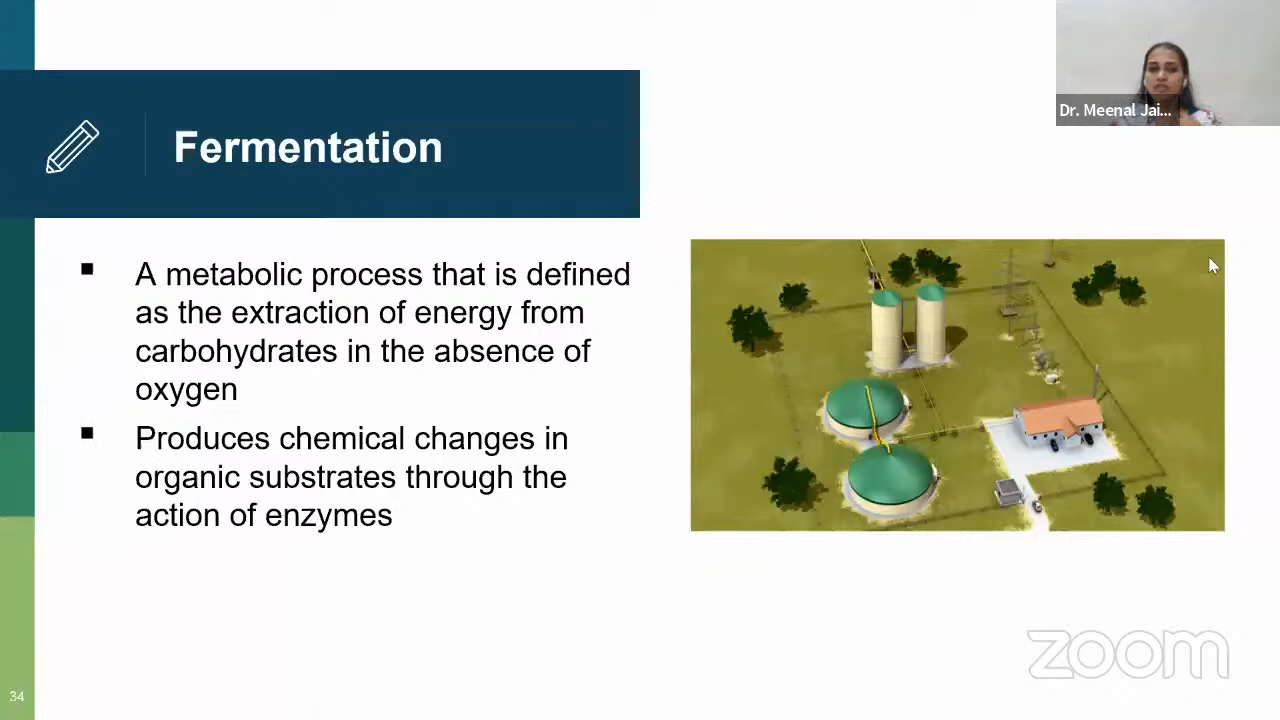 Dr. Meenal Jai...
Fermentation
▪ A metabolic process that is defined
as the extraction of energy from
carbohydrates in the absence of
oxygen
▪ Produces chemical changes in
organic substrates through the
action of enzymes
zoom
34